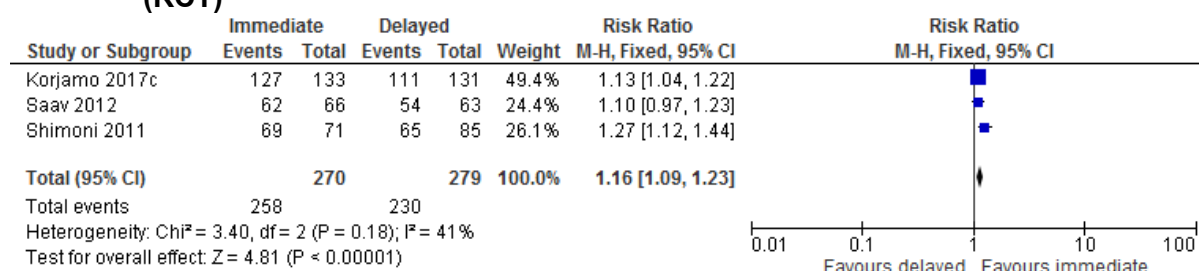 (RCT)
Immediate Delayed Risk Ratio Risk Ratio
Study or Subgroup Events Total Events Total Weight M-H, Fixed, 95% CI M-H, Fixed, 95% CI
Korjamo 2017c 127 133 111 131 49.4% 1.13 [1.04, 1.22]
Saav 2012 62 66 54 63 24.4% 1.10 [0.97, 1.23]
Shimoni 2011 69 71 65 85 26.1% 1.27 [1.12, 1.44]
Total (95% CI) 270 279 100.0% 1.16 [1.09, 1.23]
Total events 258 230
Heterogeneity: Chi² = 3.40, df = 2 (P = 0.18); I² = 41%
Test for overall effect: Z = 4.81 (P < 0.00001)
0.01 0.1 1 10 100
Favours delayed Favours immediate